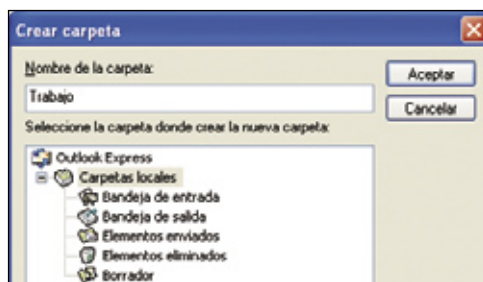 Crear carpeta
Nombre de la carpeta:
Aceptar
Trabajo
Cancelar
Seleccione la carpeta donde crear la nueva carpeta:
Outlook Express
Carpetas locales
Bandeja de entrada
Bandeja de salida
Elementos enviados
Elementos eliminados
Borrador